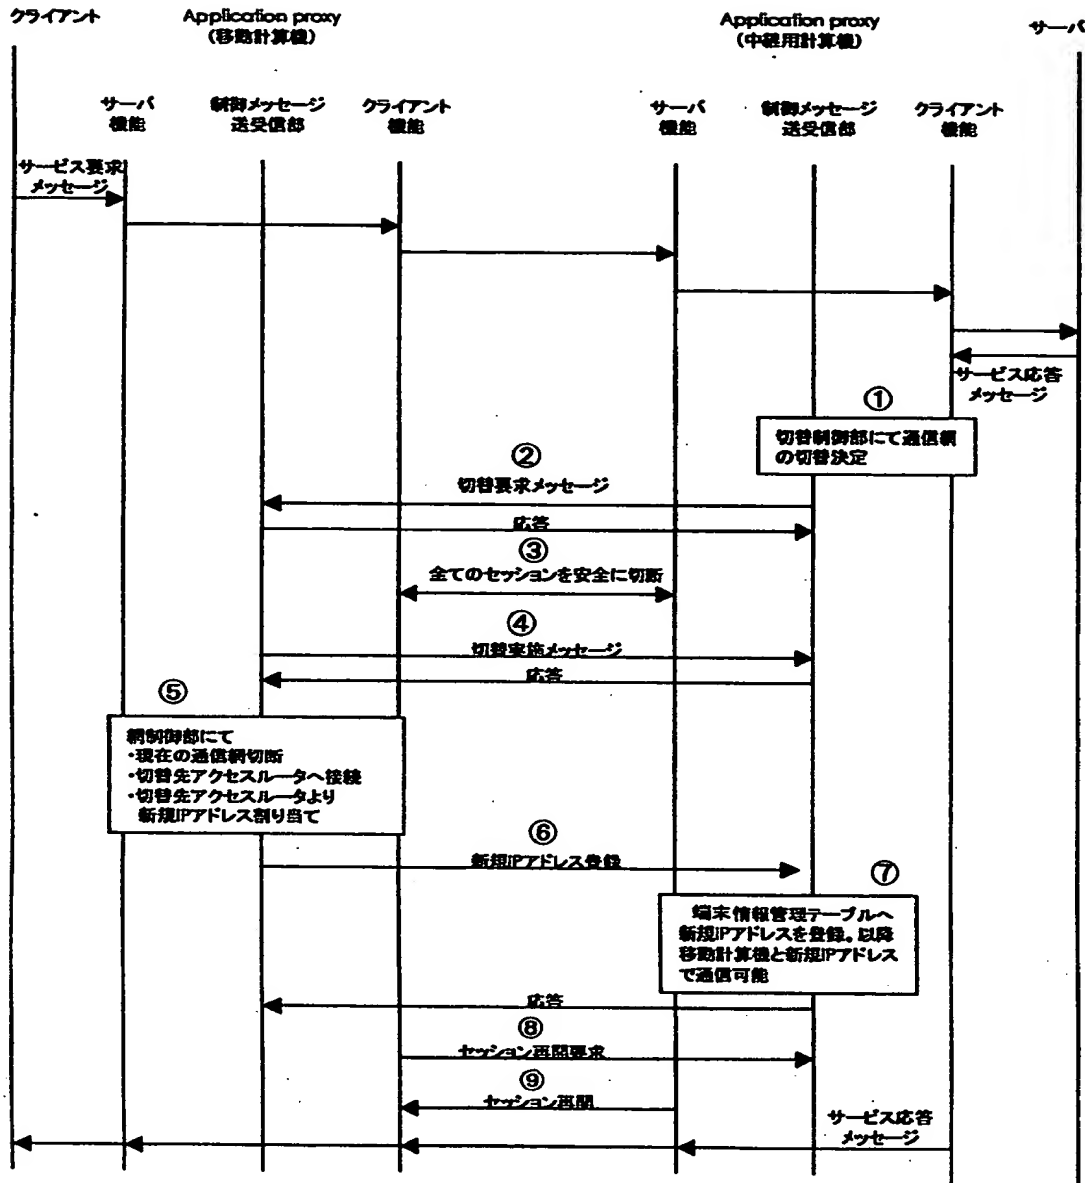 クライアント
Application proxy
(移動計算機)
Application proxy
(中継用計算機)
サーバ
サーバ
機能
制御メッセージ
送受信部
クライアント
機能
サーバ
機能
制御メッセージ
送受信部
クライアント
機能
サービス要求
メッセージ
サービス応答
メッセージ
①
切替制御部にて通信網
の切替決定
②
切替要求メッセージ
応答
③
全てのセッションを安全に切断
④
切替実施メッセージ
応答
⑤
網制御部にて
・現在の通信網切断
・切替先アクセスルータへ接続
・切替先アクセスルータより
新規IPアドレス割り当て
⑥
新規IPアドレス登録
⑦
端末情報管理テーブルへ
新規IPアドレスを登録。以降
移動計算機と新規IPアドレス
で通信可能
応答
⑧
セッション再開要求
⑨
セッション再開
サービス応答
メッセージ